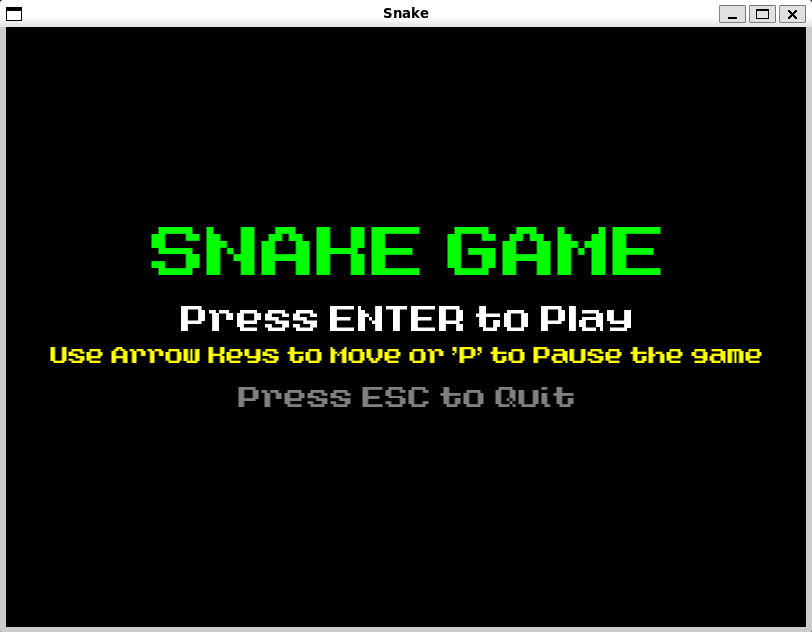 Snake
SNAKE GAME
Press ENTER to Play
Use Arrow Keys to Move or 'P' to Pause the game
Press ESC to Quit